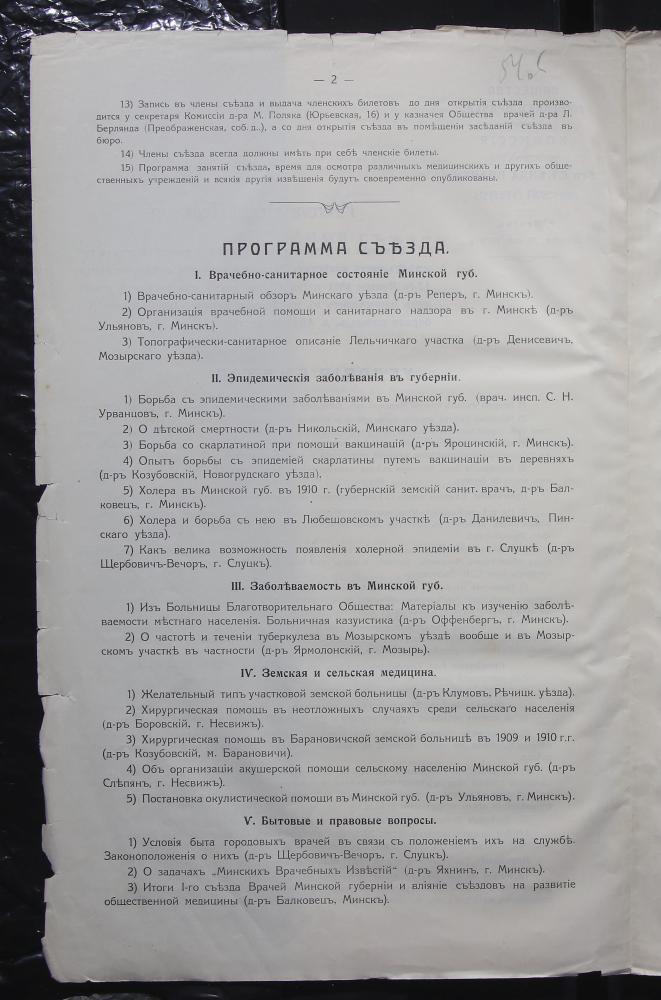 — 2 —
13) Запись въ члены съѣзда и выдача членскихъ билетовъ до дня открытія съѣзда произво-
дится у секретаря Комиссіи д-ра М. Поляка (Юрьевская, 16) и у казначея Общества врачей д-ра Л.
Берлянда (Преображенская, соб. д..), а со дня открытія съѣзда въ помѣщеніи засѣданій съѣзда въ
бюро.
14) Члены съѣзда всегда должны имѣть при себѣ членскіе билеты.
15) Программа занятій съѣзда, время для осмотра различныхъ медицинскихъ и другихъ обще-
ственныхъ учрежденій и всякія другія извѣщенія будутъ своевременно опубликованы.
ПРОГРАММА СЪѢЗДА.
I. Врачебно-санитарное состояніе Минской губ.
1) Врачебно-санитарный обзоръ Минскаго уѣзда (д-ръ Реперъ, г. Минскъ).
2) Организація врачебной помощи и санитарнаго надзора въ г. Минскѣ (д-ръ
Ульяновъ, г. Минскъ).
3) Топографически-санитарное описаніе Лельчичкаго участка (д-ръ Денисевичъ,
Мозырскаго уѣзда).
II. Эпидемическія заболѣванія въ губерніи.
1) Борьба съ эпидемическими заболѣваніями въ Минской губ. (врач. инсп. С. Н.
Урванцовъ, г. Минскъ).
2) О дѣтской смертности (д-ръ Никольскій, Минскаго уѣзда).
3) Борьба со скарлатиной при помощи вакцинацій (д-ръ Яроцинскій, г. Минскъ).
4) Опытъ борьбы съ эпидеміей скарлатины путемъ вакцинаціи въ деревняхъ
(д-ръ Козубовскій, Новогрудскаго уѣзда).
5) Холера въ Минской губ. въ 1910 г. (губернскій земскій санит. врачъ, д-ръ Бал-
ковецъ, г. Минскъ).
6) Холера и борьба съ нею въ Любешовскомъ участкѣ (д-ръ Данилевичъ, Пин-
скаго уѣзда).
7) Какъ велика возможность появленія холерной эпидеміи въ г. Слуцкѣ (д-ръ
Щербовичъ-Вечоръ, г. Слуцкъ).
III. Заболѣваемость въ Минской губ.
1) Изъ Больницы Благотворительнаго Общества: Матеріалы къ изученію заболѣ-
ваемости мѣстнаго населенія. Больничная казуистика (д-ръ Оффенбергъ, г. Минскъ).
2) О частотѣ и теченіи туберкулеза въ Мозырскомъ уѣздѣ вообще и въ Мозыр-
скомъ участкѣ въ частности (д-ръ Ярмолонскій, г. Мозырь).
IV. Земская и сельская медицина.
1) Желательный типъ участковой земской больницы (д-ръ Клумовъ, Рѣчицк. уѣзда).
2) Хирургическая помощь въ неотложныхъ случаяхъ среди сельскаго населенія
(д-ръ Боровскій, г. Несвижъ).
3) Хирургическая помощь въ Барановичской земской больницѣ въ 1909 и 1910 г.г.
(д-ръ Козубовскій, м. Барановичи).
4) Объ организаціи акушерской помощи сельскому населенію Минской губ. (д-ръ
Слѣпянъ, г. Несвижъ).
5) Постановка окулистической помощи въ Минской губ. (д-ръ Ульяновъ, г. Минскъ).
V. Бытовые и правовые вопросы.
1) Условія быта городовыхъ врачей въ связи съ положеніемъ ихъ на службѣ.
Законоположенія о нихъ (д-ръ Щербовичъ-Вечоръ, г. Слуцкъ).
2) О задачахъ „Минскихъ Врачебныхъ Извѣстій“ (д-ръ Яхнинъ, г. Минскъ).
3) Итоги I-го съѣзда Врачей Минской губерніи и вліяніе съѣздовъ на развитіе
общественной медицины (д-ръ Балковецъ, Минскъ).